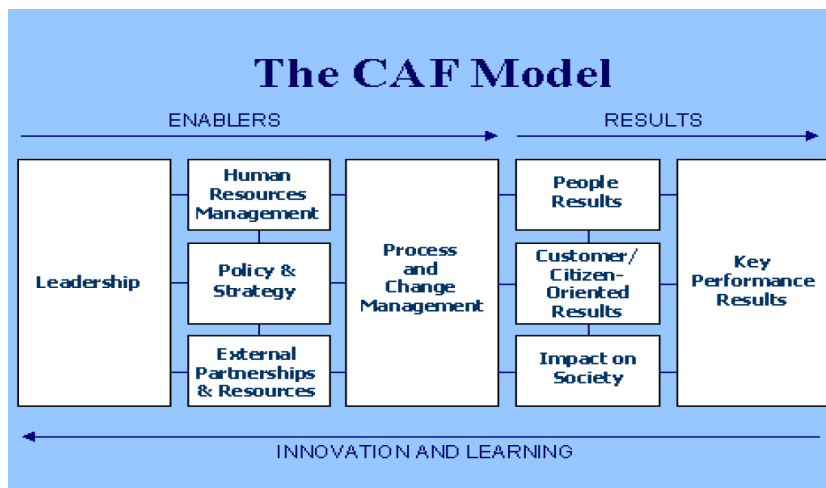 The CAF Model
ENABLERS
RESULTS
Leadership
Human
Resources
Management
Policy &
Strategy
External
Partnerships
& Resources
Process
and
Change
Management
People
Results
Customer/
Citizen-
Oriented
Results
Impact on
Society
Key
Performance
Results
INNOVATION AND LEARNING